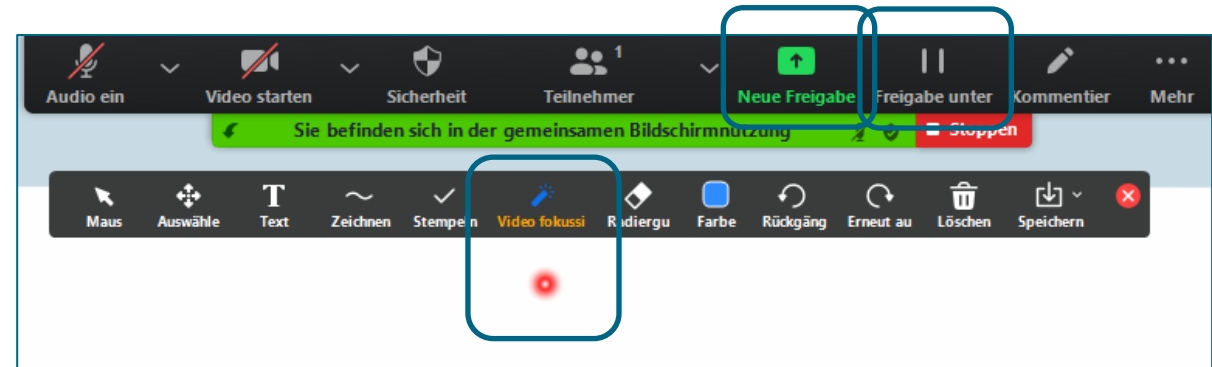 1
Audio ein Video starten Sicherheit Teilnehmer Neue Freigabe Freigabe unter Kommentier Mehr
Sie befinden sich in der gemeinsamen Bildschirmnutzung Stoppen
Maus Auswähle Text Zeichnen Stempeln Video fokussi Radiergu Farbe Rückgäng Erneut au Löschen Speichern